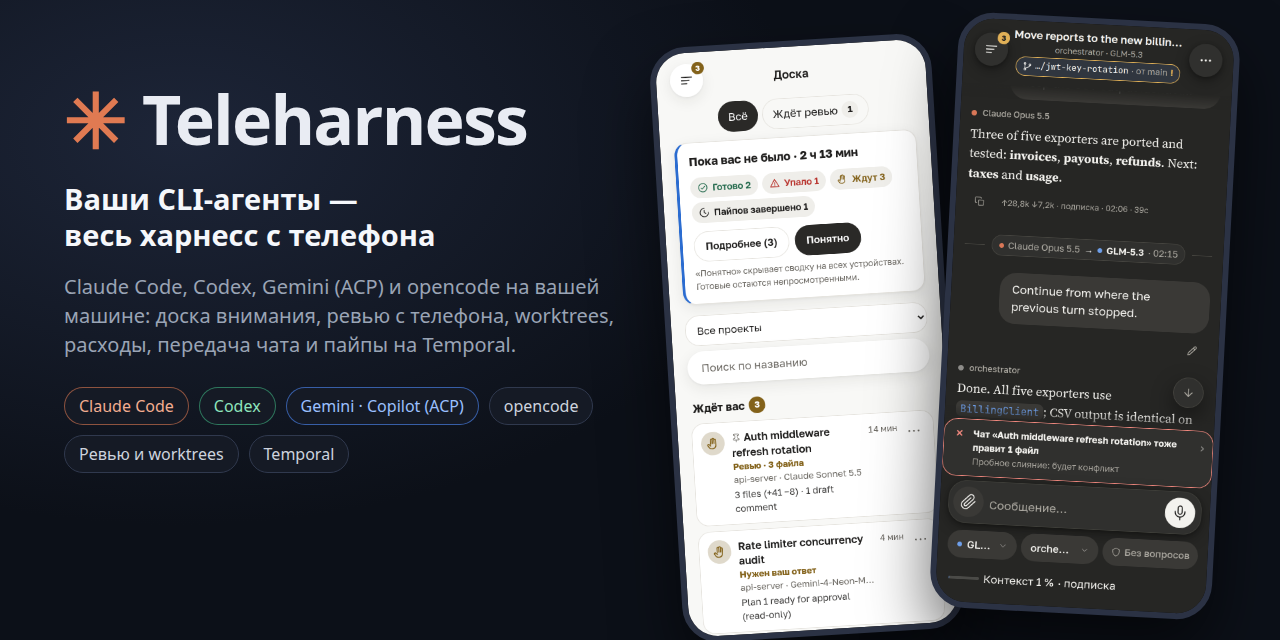 Teleharness
Ваши CLI-агенты —
весь харнесс с телефона
Claude Code, Codex, Gemini (ACP) и opencode на вашей
машине: доска внимания, ревью с телефона, worktrees,
расходы, передача чата и пайпы на Temporal.
Claude Code
Codex
Gemini · Copilot (ACP)
opencode
Ревью и worktrees
Temporal
3
Доска
Всё
Ждёт ревью 1
Пока вас не было · 2 ч 13 мин
Готово 2
Упало 1
Ждут 3
Пайпов завершено 1
Подробнее (3)
Понятно
«Понятно» скрывает сводку на всех устройствах.
Готовые остаются непросмотренными.
Все проекты
Поиск по названию
Ждёт вас 3
Auth middleware
refresh rotation
14 мин
Ревью · 3 файла
api-server · Claude Sonnet 5.5
3 files (+41 −8) · 1 draft
comment
Rate limiter concurrency
audit
4 мин
Нужен ваш ответ
api-server · Gemini-4-Neon-M...
Plan 1 ready for approval
(read-only)
3
Move reports to the new billin...
orchestrator · GLM-5.3
…/jwt-key-rotation · от main !
Claude Opus 5.5
Three of five exporters are ported and
tested: invoices, payouts, refunds. Next:
taxes and usage.
↑28,8k ↓7,2k · подписка · 02:06 · 39с
Claude Opus 5.5 → GLM-5.3 · 02:15
Continue from where the
previous turn stopped.
orchestrator
Done. All five exporters use
BillingClient ; CSV output is identical on
Чат «Auth middleware refresh rotation» тоже
правит 1 файл
Пробное слияние: будет конфликт
Сообщение...
GL...
orche...
Без вопросов
Контекст 1 % · подписка